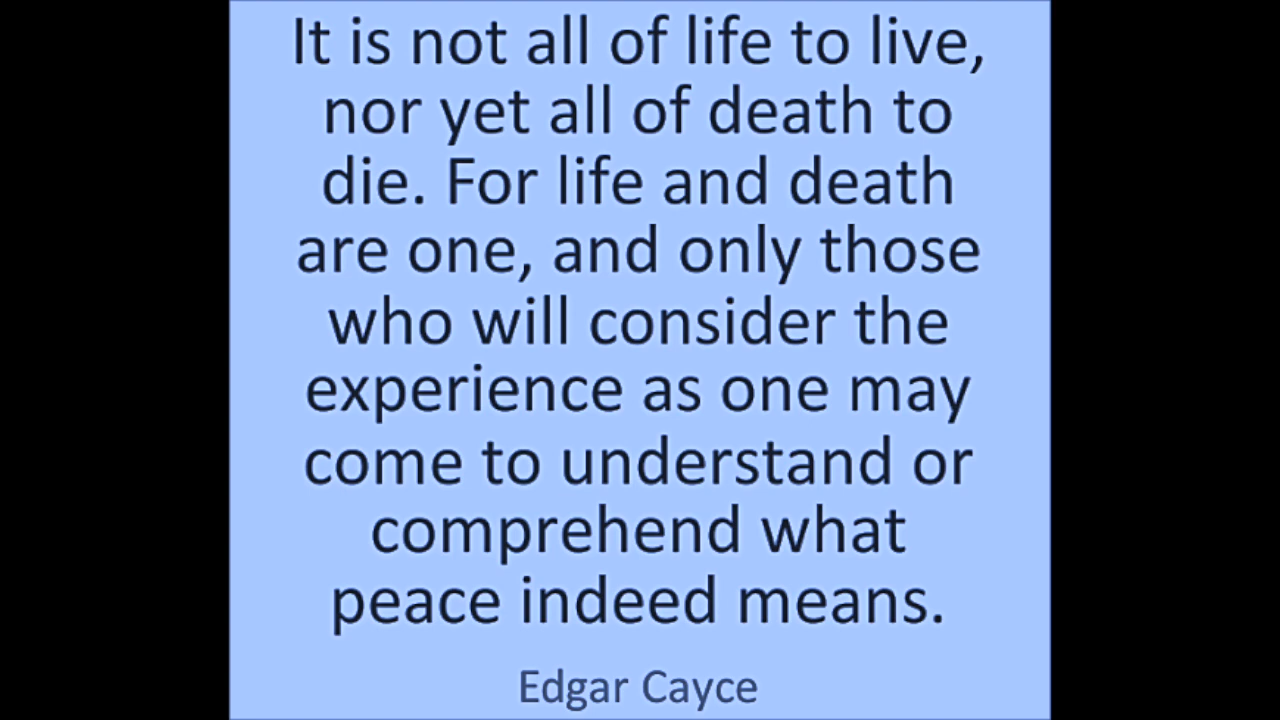 It is not all of life to live,
nor yet all of death to
die. For life and death
are one, and only those
who will consider the
experience as one may
come to understand or
comprehend what
peace indeed means.
Edgar Cayce